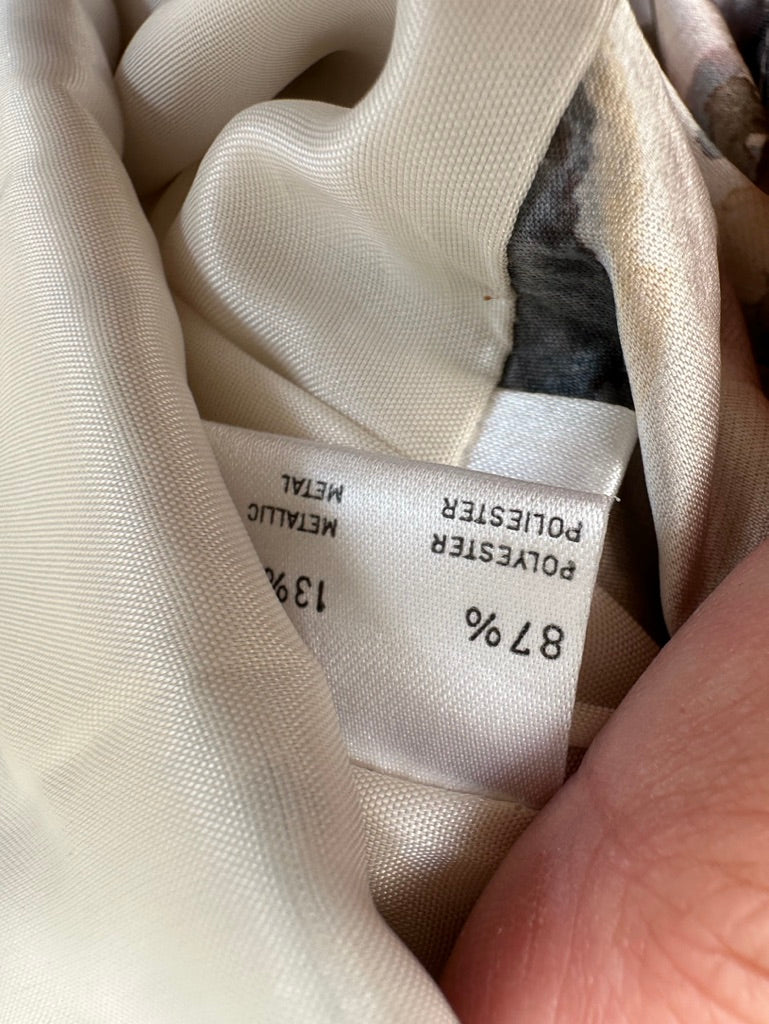 87%
POLYESTER
POLIESTER
13%
METALLIC
METAL